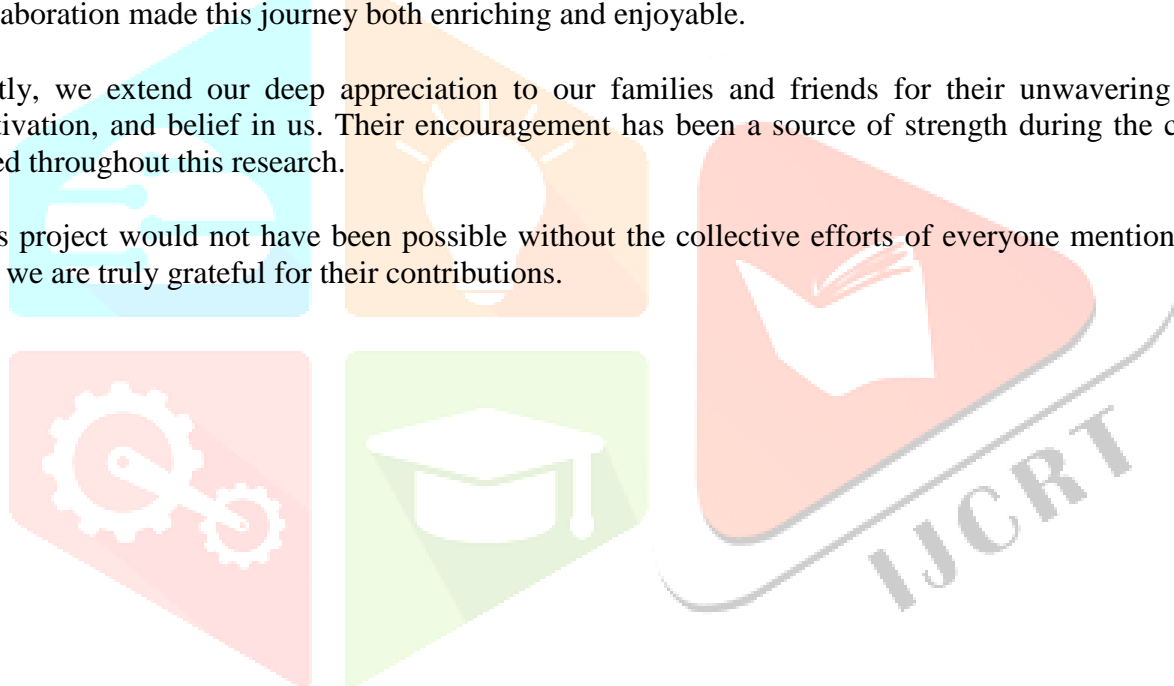 aboration made this journey both enriching and enjoyable.
tly, we extend our deep appreciation to our families and friends for their unwavering
tivation, and belief in us. Their encouragement has been a source of strength during the c
ed throughout this research.
s project would not have been possible without the collective efforts of everyone mention
we are truly grateful for their contributions.
IJCRT